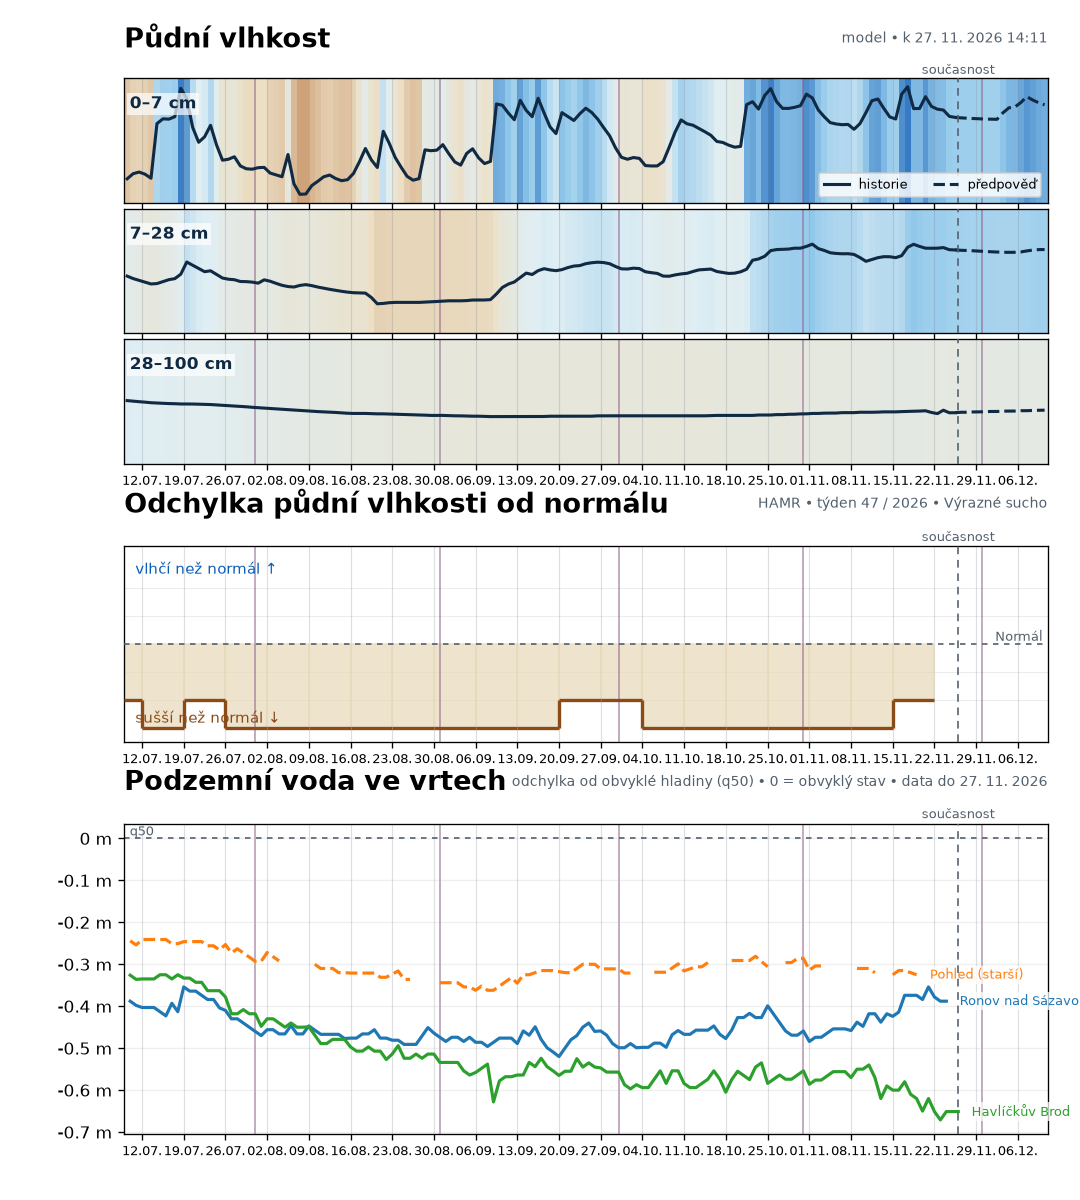 Půdní vlhkost
model • k 27. 11. 2026 14:11
současnost
0–7 cm
historie
předpověď
7–28 cm
28–100 cm
12.07. 19.07. 26.07. 02.08. 09.08. 16.08. 23.08. 30.08. 06.09. 13.09. 20.09. 27.09. 04.10. 11.10. 18.10. 25.10. 01.11. 08.11. 15.11. 22.11. 29.11. 06.12.
Odchylka půdní vlhkosti od normálu
HAMR • týden 47 / 2026 • Výrazné sucho
současnost
vlhčí než normál ↑
Normál
sušší než normál ↓
12.07. 19.07. 26.07. 02.08. 09.08. 16.08. 23.08. 30.08. 06.09. 13.09. 20.09. 27.09. 04.10. 11.10. 18.10. 25.10. 01.11. 08.11. 15.11. 22.11. 29.11. 06.12.
Podzemní voda ve vrtech
odchylka od obvyklé hladiny (q50) • 0 = obvyklý stav • data do 27. 11. 2026
současnost
q50
0 m
-0.1 m
-0.2 m
-0.3 m
Pohled (starší)
-0.4 m
Ronov nad Sázavo
-0.5 m
-0.6 m
Havlíčkův Brod
-0.7 m
12.07. 19.07. 26.07. 02.08. 09.08. 16.08. 23.08. 30.08. 06.09. 13.09. 20.09. 27.09. 04.10. 11.10. 18.10. 25.10. 01.11. 08.11. 15.11. 22.11. 29.11. 06.12.